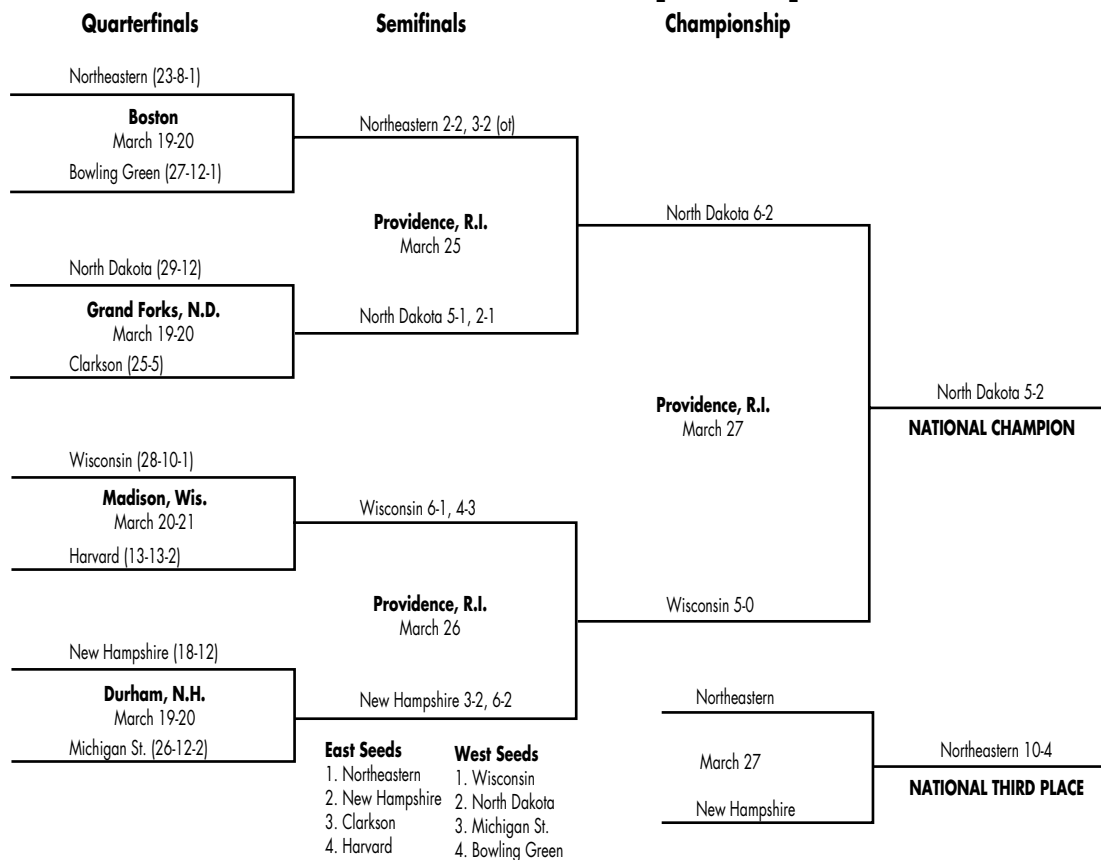 Quarterfinals
Semifinals
Championship
Northeastern (23-8-1)
Boston
March 19-20
Bowling Green (27-12-1)
Northeastern 2-2, 3-2 (ot)
Providence, R.I.
March 25
North Dakota 6-2
North Dakota (29-12)
Grand Forks, N.D.
March 19-20
Clarkson (25-5)
North Dakota 5-1, 2-1
Providence, R.I.
March 27
North Dakota 5-2
NATIONAL CHAMPION
Wisconsin (28-10-1)
Madison, Wis.
March 20-21
Harvard (13-13-2)
Wisconsin 6-1, 4-3
Providence, R.I.
March 26
Wisconsin 5-0
New Hampshire (18-12)
Durham, N.H.
March 19-20
Michigan St. (26-12-2)
New Hampshire 3-2, 6-2
East Seeds
1. Northeastern
2. New Hampshire
3. Clarkson
4. Harvard
West Seeds
1. Wisconsin
2. North Dakota
3. Michigan St.
4. Bowling Green
Northeastern
March 27
New Hampshire
Northeastern 10-4
NATIONAL THIRD PLACE